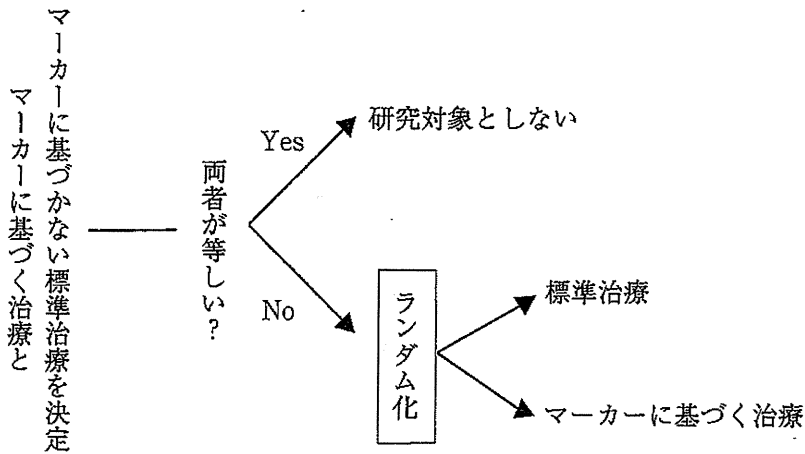 マーカーに基づかない標準治療を決定
マーカーに基づく治療と
両者が等しい?
Yes
研究対象としない
No
ランダム化
標準治療
マーカーに基づく治療